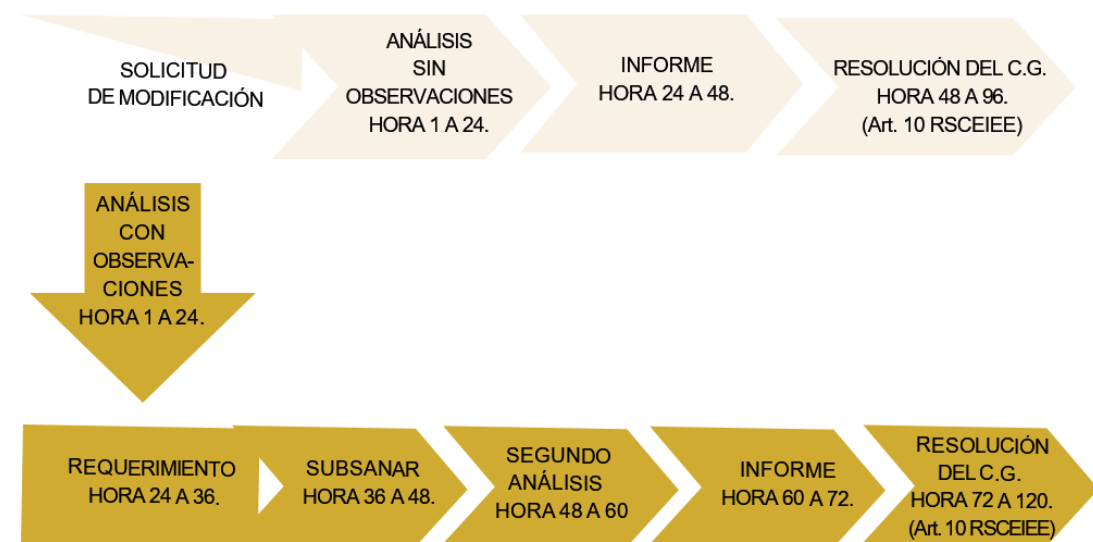 SOLICITUD
DE MODIFICACIÓN
ANÁLISIS
SIN
OBSERVACIONES
HORA 1 A 24.
INFORME
HORA 24 A 48.
RESOLUCIÓN DEL C.G.
HORA 48 A 96.
(Art. 10 RSCEIEE)
ANÁLISIS
CON
OBSERVA-
CIONES
HORA 1 A 24.
REQUERIMIENTO
HORA 24 A 36.
SUBSANAR
HORA 36 A 48.
SEGUNDO
ANÁLISIS
HORA 48 A 60
INFORME
HORA 60 A 72.
RESOLUCIÓN
DEL C.G.
HORA 72 A 120.
(Art. 10 RSCEIEE)